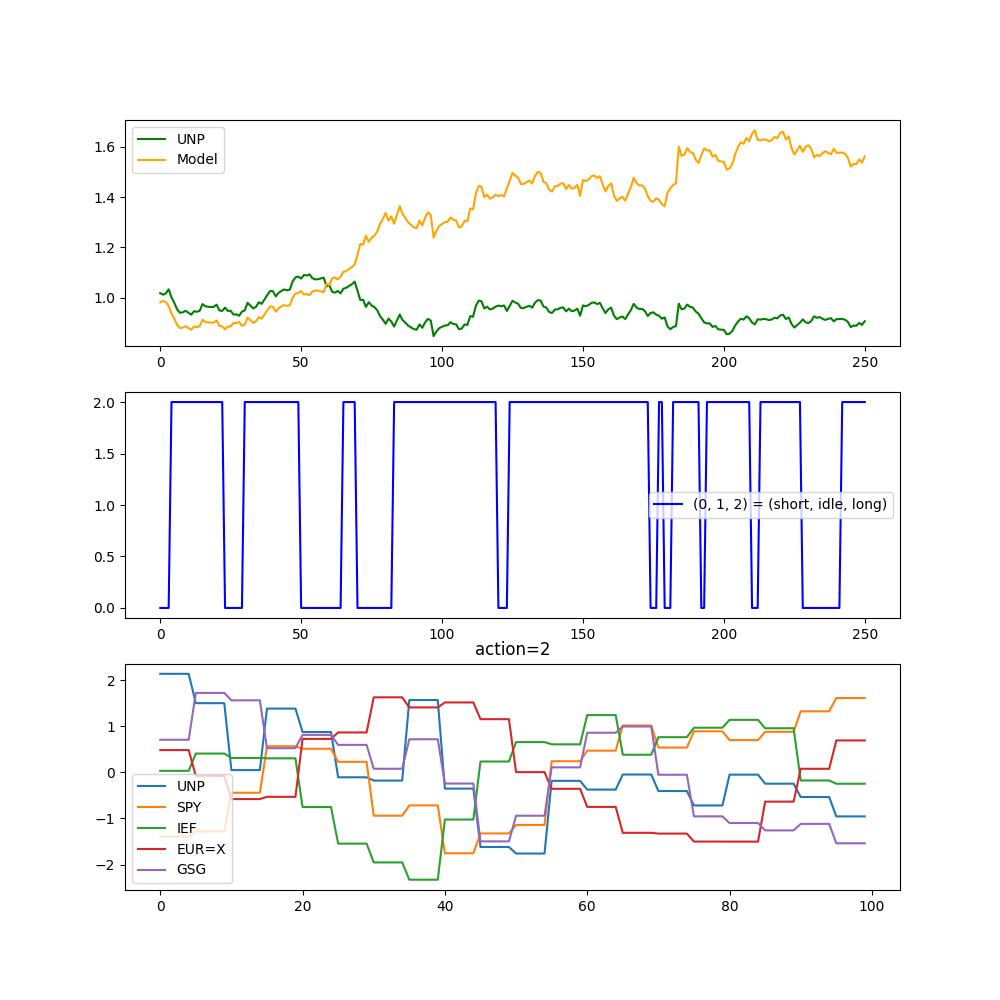 UNP
Model
1.6
1.4
1.2
1.0
0 50 100 150 200 250
2.0
1.5
1.0
0.5
0.0
(0, 1, 2) = (short, idle, long)
0 50 100 150 200 250
action=2
2
1
0
−1
−2
UNP
SPY
IEF
EUR=X
GSG
0 20 40 60 80 100